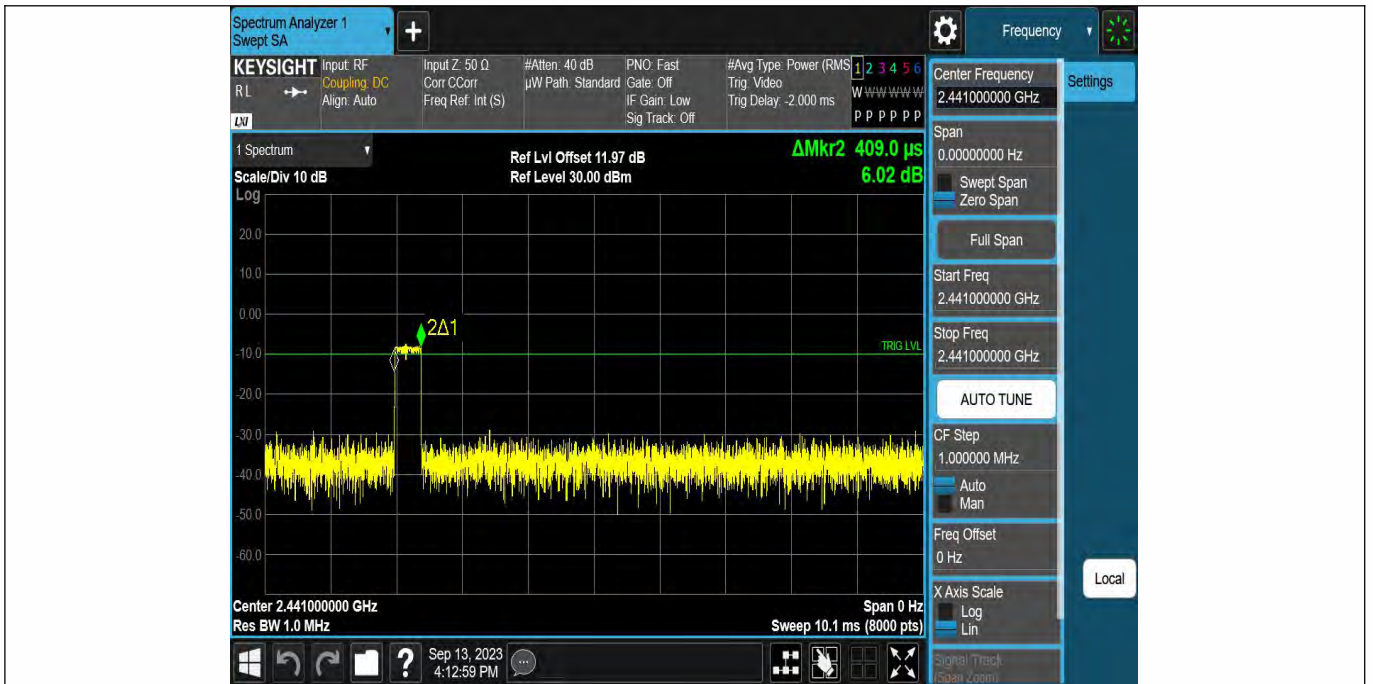 Spectrum Analyzer 1
Swept SA
+
Frequency
KEYSIGHT
RL
LXI
Input: RF
Coupling: DC
Align: Auto
Input Z: 50 Ω
Corr CCorr
Freq Ref: Int (S)
#Atten: 40 dB
µW Path: Standard
PNO: Fast
Gate: Off
IF Gain: Low
Sig Track: Off
#Avg Type: Power (RMS
Trig: Video
Trig Delay: -2.000 ms
1 2 3 4 5 6
W W W W W W
P P P P P P
Center Frequency
2.441000000 GHz
Settings
1 Spectrum
Scale/Div 10 dB
Log
Ref Lvl Offset 11.97 dB
Ref Level 30.00 dBm
ΔMkr2 409.0 µs
6.02 dB
Span
0.00000000 Hz
Swept Span
Zero Span
Full Span
Start Freq
2.441000000 GHz
Stop Freq
2.441000000 GHz
AUTO TUNE
CF Step
1.000000 MHz
Auto
Man
Freq Offset
0 Hz
X Axis Scale
Log
Lin
Signal Track
(Span Zoom)
Local
20.0
10.0
0.00
-10.0
-20.0
-30.0
-40.0
-50.0
-60.0
2Δ1
TRIG LVL
Center 2.441000000 GHz
Res BW 1.0 MHz
Span 0 Hz
Sweep 10.1 ms (8000 pts)
?
Sep 13, 2023
4:12:59 PM